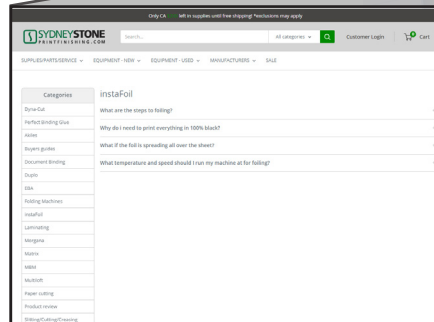 Only CA left in supplies until free shipping! *exclusions may apply
SYDNEYSTONE
PRINTFINISHING.COM
Search...
All categories
Customer Login
0
Cart
SUPPLIES/PARTS/SERVICE
EQUIPMENT - NEW
EQUIPMENT - USED
MANUFACTURERS
SALE
Categories
Dyna-Cut
Perfect Binding Glue
Akiles
Buyers guides
Document Binding
Duplo
EBA
Folding Machines
instaFoil
Laminating
Morgana
Matrix
MBM
Multiloft
Paper cutting
Product review
Slitting/Cutting/Creasing
instaFoil
What are the steps to foiling?
Why do I need to print everything in 100% black?
What if the foil is spreading all over the sheet?
What temperature and speed should I run my machine at for foiling?